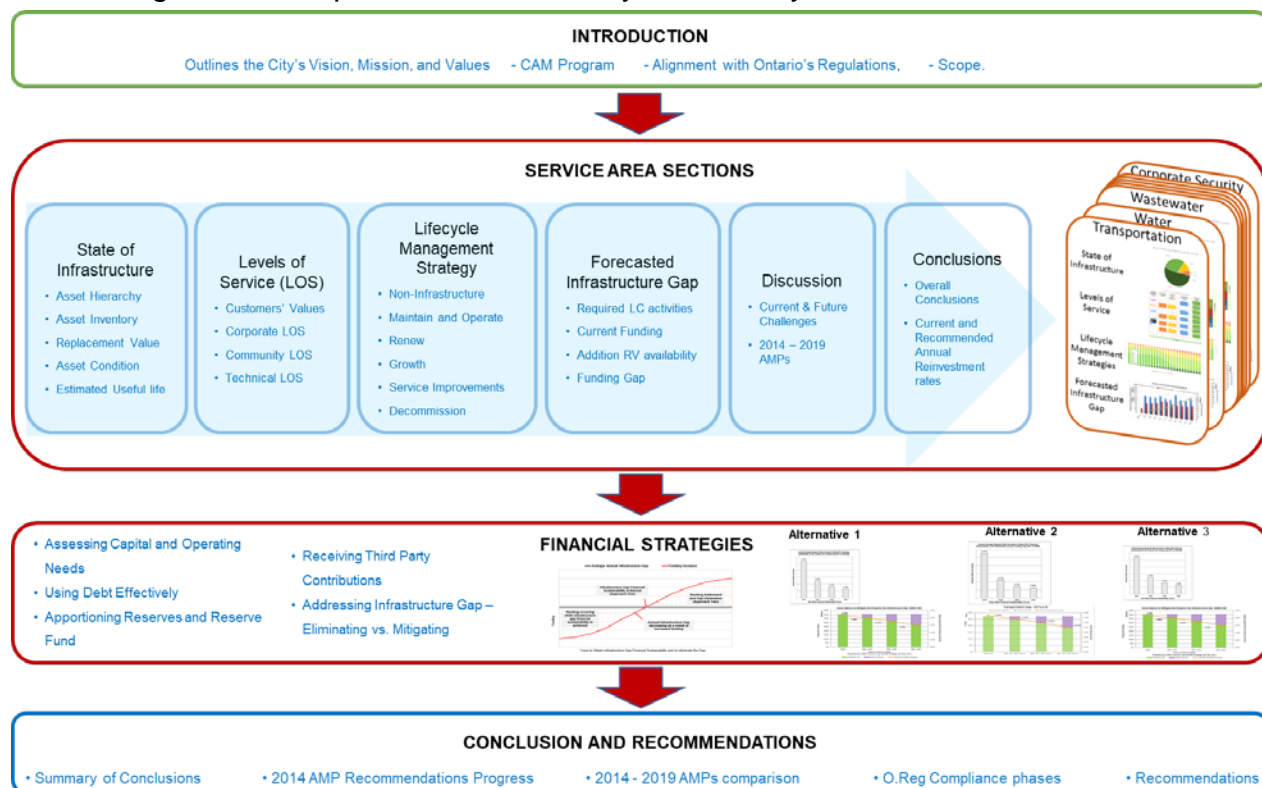 INTRODUCTION
Outlines the City's Vision, Mission, and Values - CAM Program - Alignment with Ontario's Regulations, - Scope.
SERVICE AREA SECTIONS
State of
Infrastructure
• Asset Hierarchy
• Asset Inventory
• Replacement Value
• Asset Condition
• Estimated Useful life
Levels of
Service (LOS)
• Customers' Values
• Corporate LOS
• Community LOS
• Technical LOS
Lifecycle
Management
Strategy
• Non-Infrastructure
• Maintain and Operate
• Renew
• Growth
• Service Improvements
• Decommission
Forecasted
Infrastructure Gap
• Required LC activities
• Current Funding
• Addition RV availability
• Funding Gap
Discussion
• Current & Future
Challenges
• 2014 – 2019
AMPs
Conclusions
• Overall
Conclusions
• Current and
Recommended
Annual
Reinvestment
rates
Corporate Security
Wastewater
Water
Transportation
State of
Infrastructure
Levels of
Service
Lifecycle
Management
Strategies
Forecasted
Infrastructure
Gap
• Assessing Capital and Operating
Needs
• Using Debt Effectively
• Apportioning Reserves and Reserve
Fund
• Receiving Third Party
Contributions
• Addressing Infrastructure Gap –
Eliminating vs. Mitigating
FINANCIAL STRATEGIES
Alternative 1
Alternative 2
Alternative 3
CONCLUSION AND RECOMMENDATIONS
• Summary of Conclusions • 2014 AMP Recommendations Progress • 2014 - 2019 AMPs comparison • O.Reg Compliance phases • Recommendations